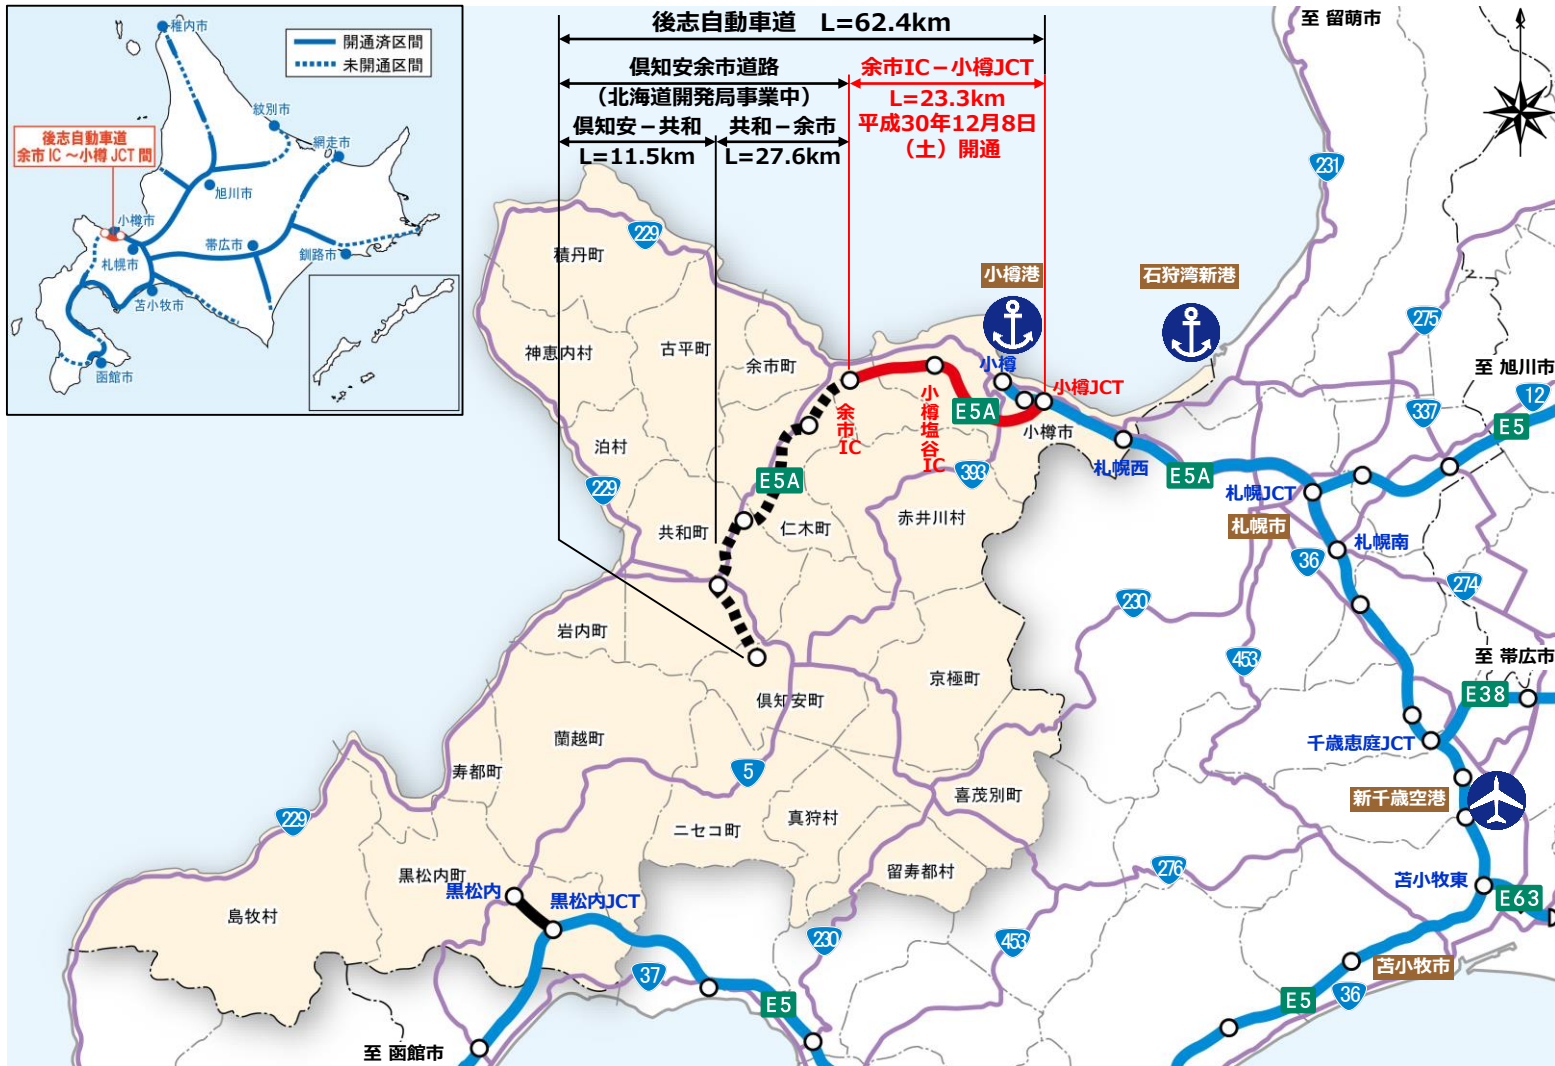 稚内市
開通済区間
未開通区間
紋別市
網走市
後志自動車道
余市 IC ～小樽 JCT 間
旭川市
小樽市
帯広市
釧路市
札幌市
苫小牧市
函館市
後志自動車道 L=62.4km
倶知安余市道路
（北海道開発局事業中）
余市IC－小樽JCT
L=23.3km
平成30年12月8日
（土）開通
倶知安－共和
L=11.5km
共和－余市
L=27.6km
至 留萌市
231
229
積丹町
小樽港
石狩湾新港
275
神恵内村
古平町
余市町
小樽
小樽JCT
至 旭川市
12
337
E5
余市IC
小樽塩谷IC
E5A
小樽市
札幌西
E5A
泊村
393
229
E5A
札幌JCT
札幌市
共和町
仁木町
赤井川村
札幌南
36
274
230
岩内町
453
至 帯広市
京極町
倶知安町
E38
蘭越町
千歳恵庭JCT
寿都町
5
喜茂別町
新千歳空港
229
ニセコ町
真狩村
留寿都村
276
黒松内町
黒松内
黒松内JCT
苫小牧東
E63
島牧村
230
453
37
苫小牧市
36
E5
E5
至 函館市